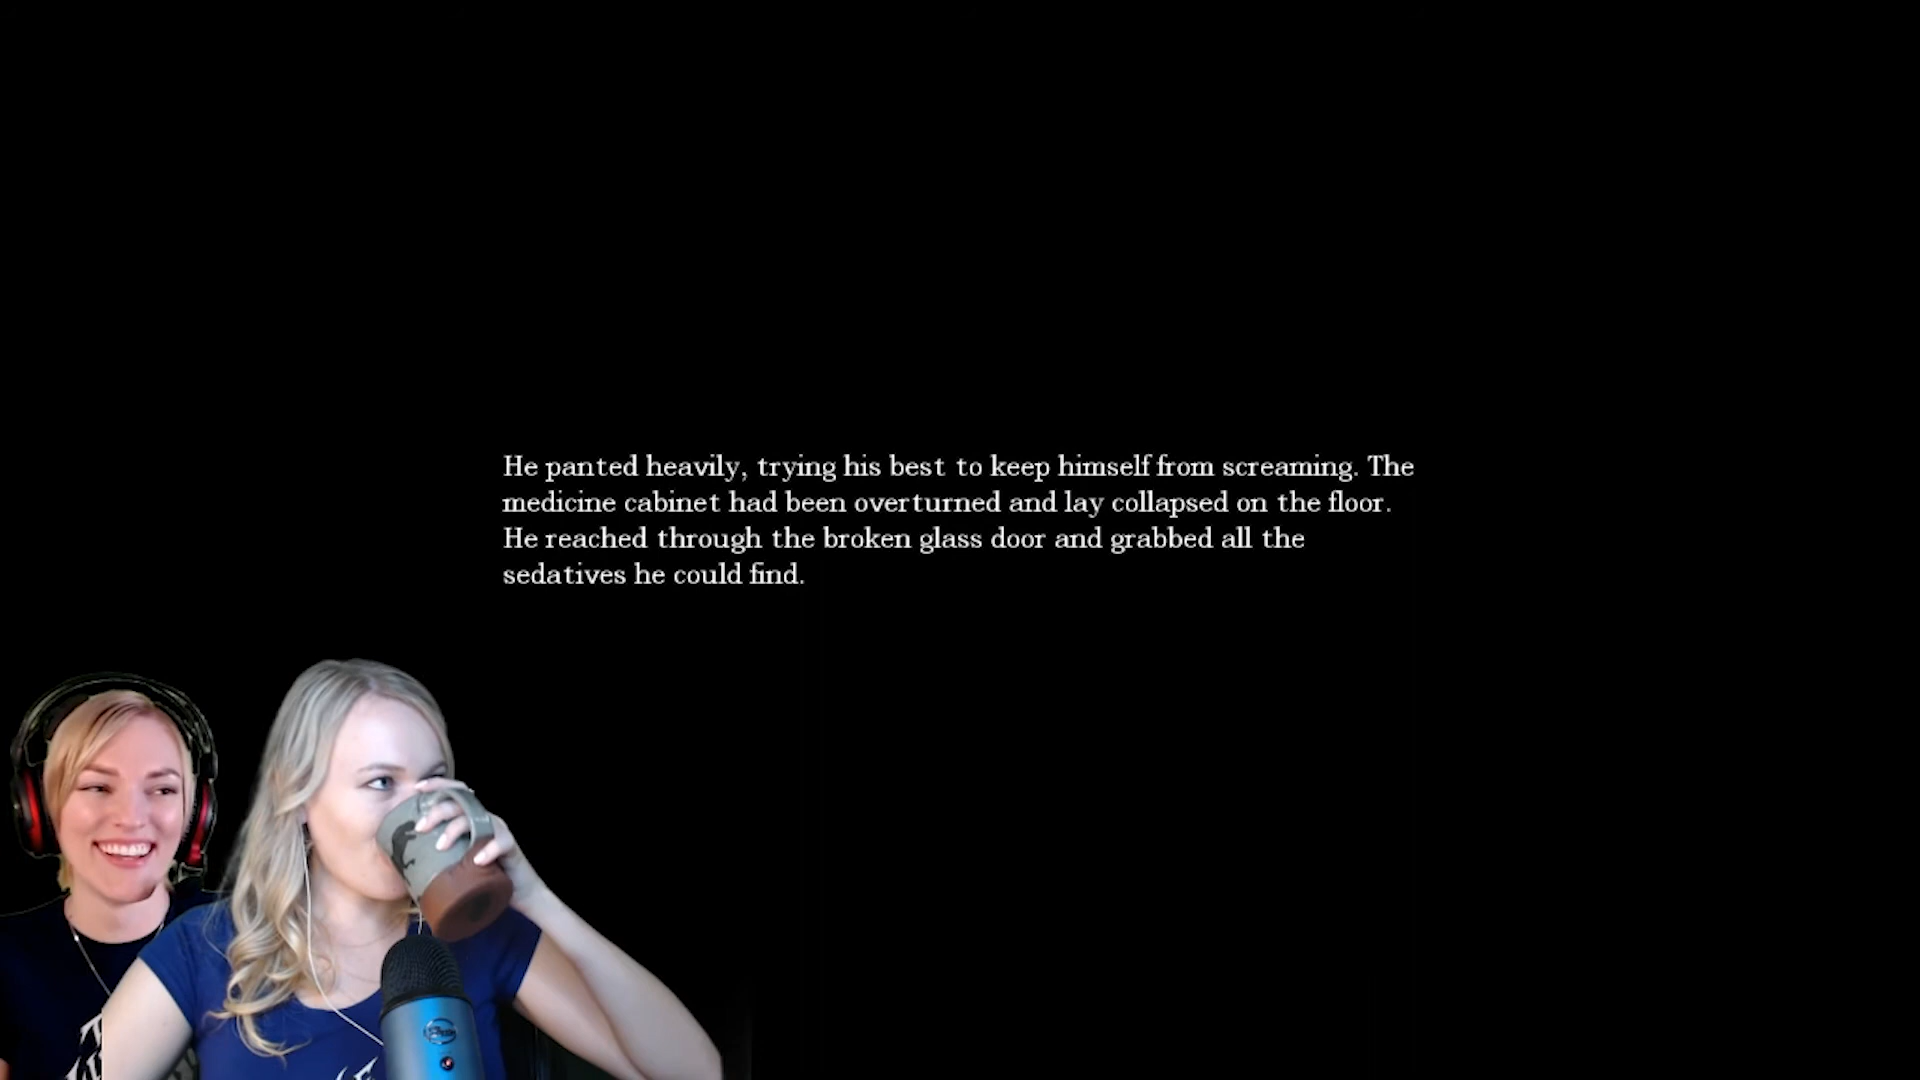 He panted heavily, trying his best to keep himself from screaming. The
medicine cabinet had been overturned and lay collapsed on the floor.
He reached through the broken glass door and grabbed all the
sedatives he could find.